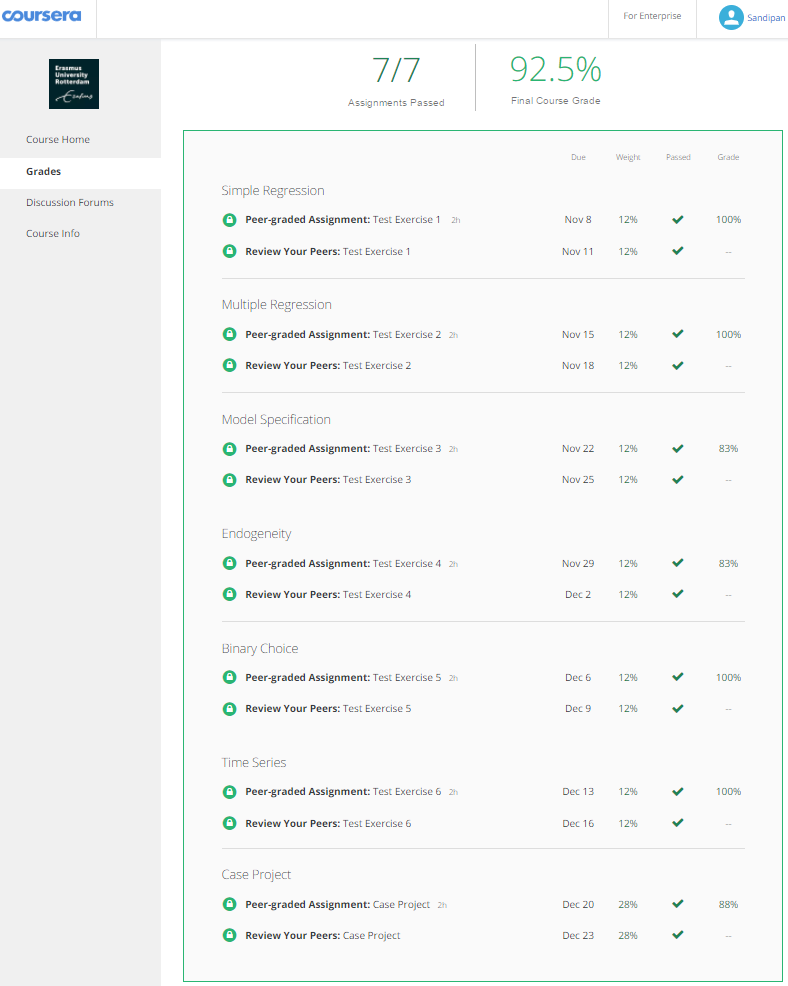 coursera
For Enterprise
Sandipan
Erasmus
University
Rotterdam
Erasmus
7/7
92.5%
Assignments Passed
Final Course Grade
Course Home
Grades
Discussion Forums
Course Info
Due Weight Passed Grade
Simple Regression
Peer-graded Assignment: Test Exercise 1 2h Nov 8 12% 100%
Review Your Peers: Test Exercise 1 Nov 11 12% --
Multiple Regression
Peer-graded Assignment: Test Exercise 2 2h Nov 15 12% 100%
Review Your Peers: Test Exercise 2 Nov 18 12% --
Model Specification
Peer-graded Assignment: Test Exercise 3 2h Nov 22 12% 83%
Review Your Peers: Test Exercise 3 Nov 25 12% --
Endogeneity
Peer-graded Assignment: Test Exercise 4 2h Nov 29 12% 83%
Review Your Peers: Test Exercise 4 Dec 2 12% --
Binary Choice
Peer-graded Assignment: Test Exercise 5 2h Dec 6 12% 100%
Review Your Peers: Test Exercise 5 Dec 9 12% --
Time Series
Peer-graded Assignment: Test Exercise 6 2h Dec 13 12% 100%
Review Your Peers: Test Exercise 6 Dec 16 12% --
Case Project
Peer-graded Assignment: Case Project 2h Dec 20 28% 88%
Review Your Peers: Case Project Dec 23 28% --